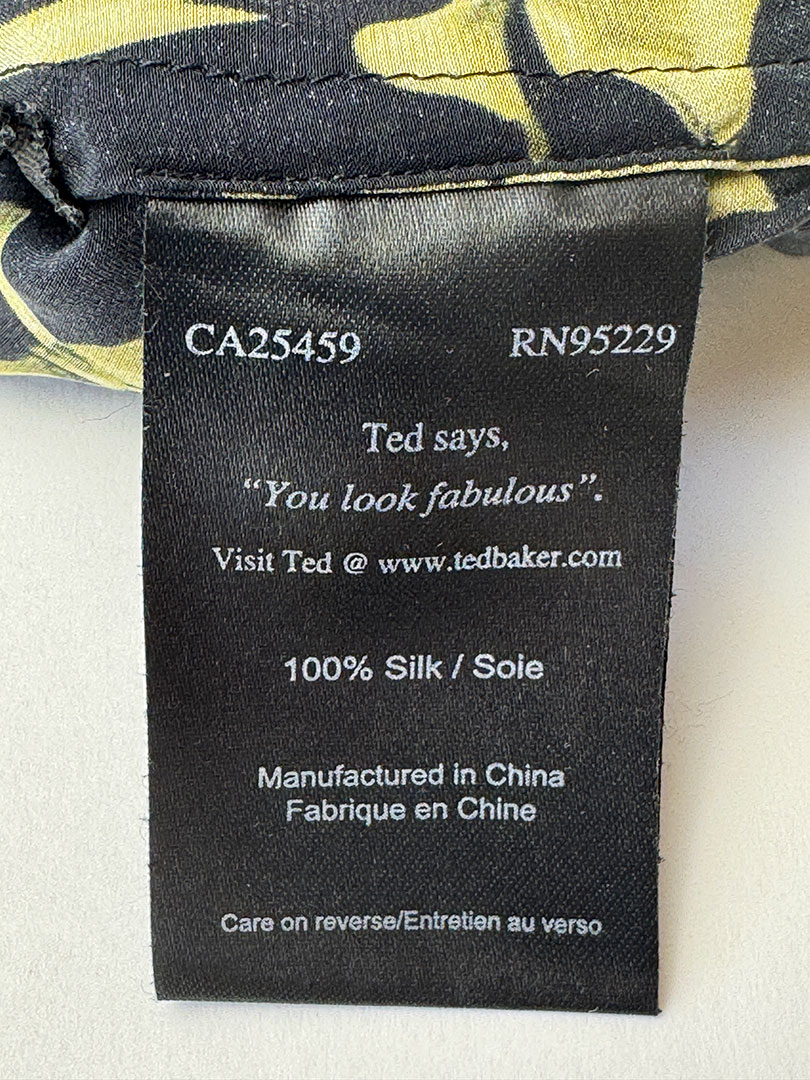 CA25459 RN95229
Ted says,
"You look fabulous".
Visit Ted @ www.tedbaker.com
100% Silk / Soie
Manufactured in China
Fabrique en Chine
Care on reverse/Entretien au verso